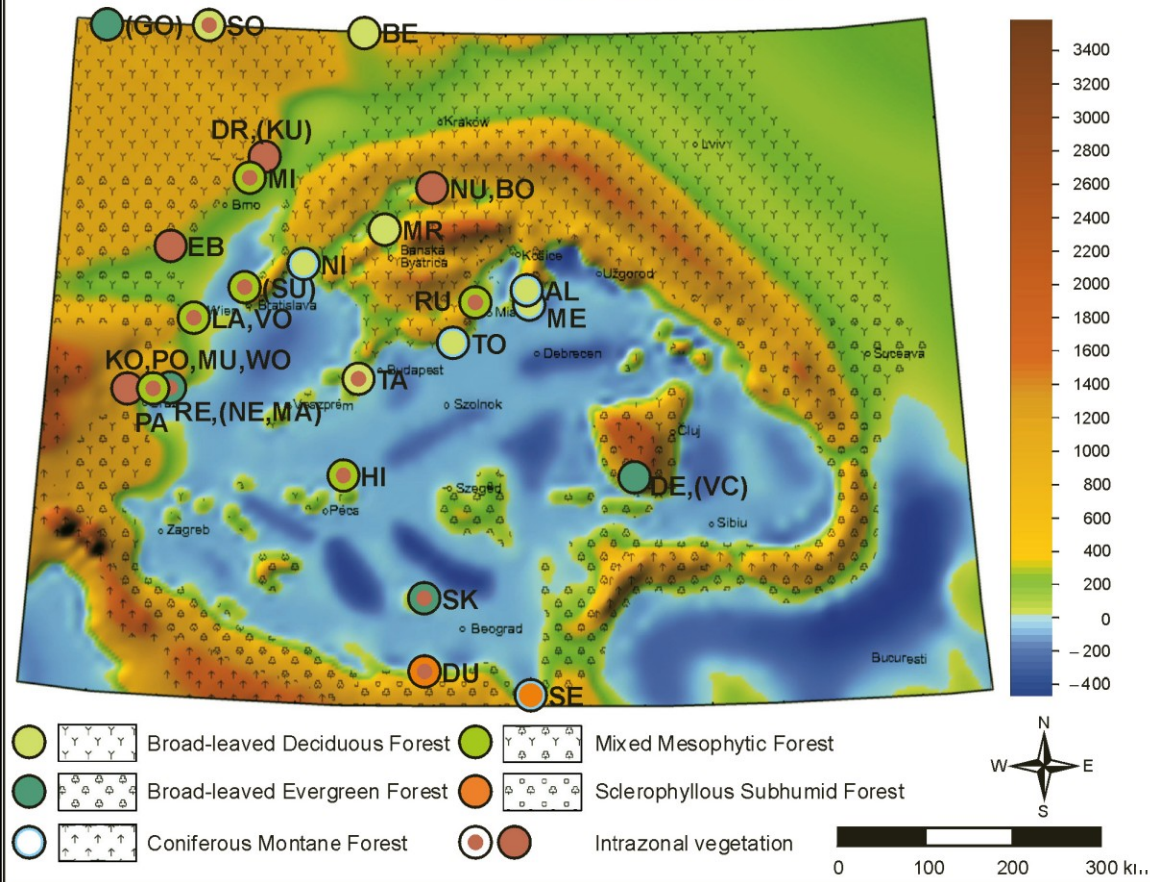 (GO) SO BE
Kraków
DR,(KU)
Lviv
MI
NU,BO
Brno
MR
EB
Banská
Bystrica
Košice
NI
Užgorod
(SU)
Bratislava
AL
RU
Wien
LA,VO
Mis
ME
TO
KO,PO,MU,WO
Debrecen
Suceava
Budapest
TA
PA
RE,(NE,MA)
Veszprém
Szolnok
Cluj
HI
Szeged
DE,(VC)
Pécs
Zagreb
Sibiu
SK
Beograd
DU
Bucuresti
SE
3400
3200
3000
2800
2600
2400
2200
2000
1800
1600
1400
1200
1000
800
600
400
200
0
−200
−400
Broad-leaved Deciduous Forest
Mixed Mesophytic Forest
Broad-leaved Evergreen Forest
Sclerophyllous Subhumid Forest
Coniferous Montane Forest
Intrazonal vegetation
N
W E
S
0 100 200 300